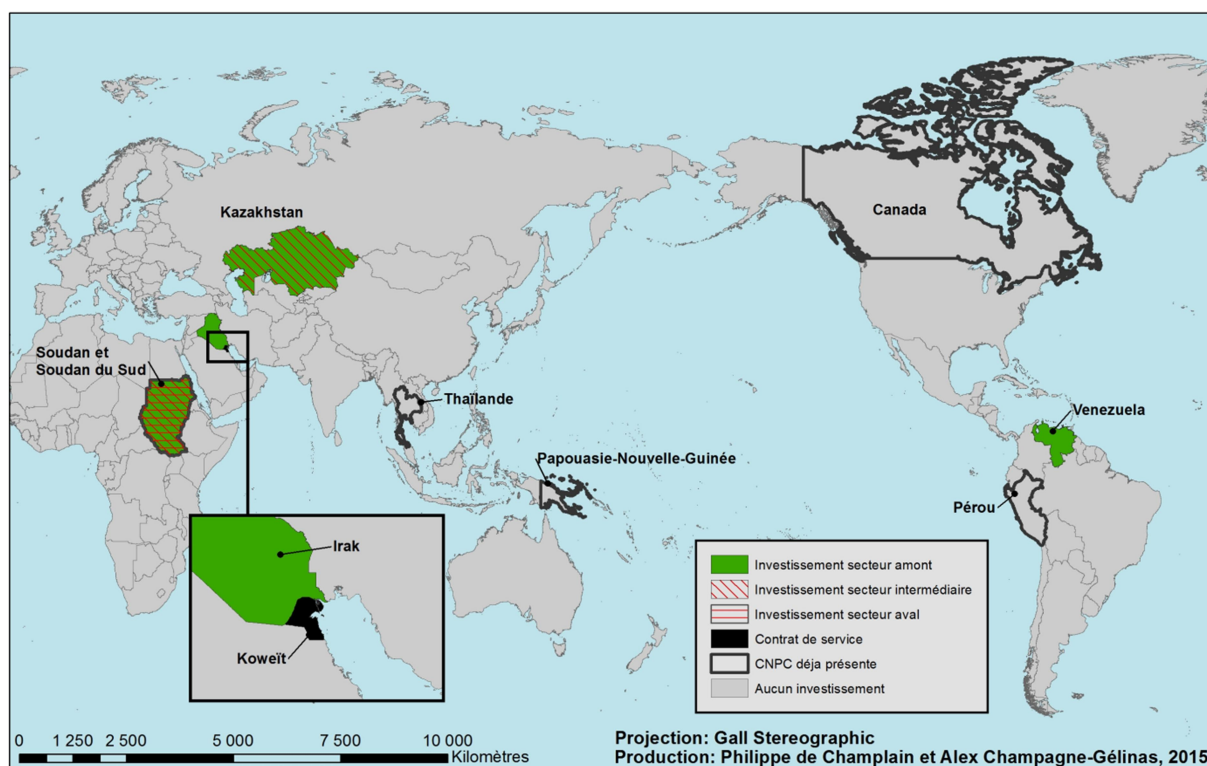 Kazakhstan
Canada
Soudan et
Soudan du Sud
Thaïlande
Venezuela
Papouasie-Nouvelle-Guinée
Pérou
Irak
Koweït
Investissement secteur amont
Investissement secteur intermédiaire
Investissement secteur aval
Contrat de service
CNPC déja présente
Aucun investissement
0 1 250 2 500 5 000 7 500 10 000
Kilomètres
Projection: Gall Stereographic
Production: Philippe de Champlain et Alex Champagne-Gélinas, 2015